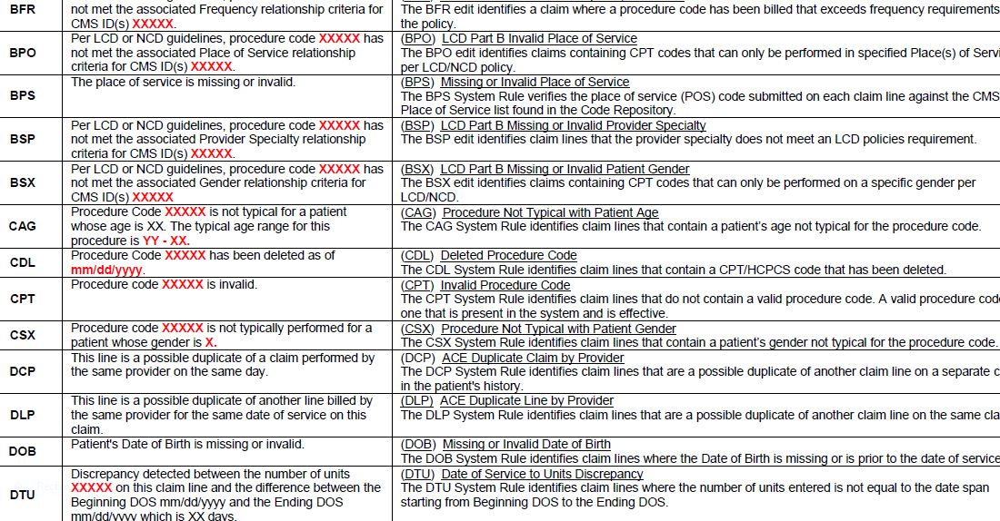 BFR
not met the associated Frequency relationship criteria for
CMS ID(s) XXXXX.
The BFR edit identifies a claim where a procedure code has been billed that exceeds frequency requirements
the policy.
BPO
Per LCD or NCD guidelines, procedure code XXXXX has
not met the associated Place of Service relationship
criteria for CMS ID(s) XXXXX.
(BPO) LCD Part B Invalid Place of Service
The BPO edit identifies claims containing CPT codes that can only be performed in specified Place(s) of Servi
per LCD/NCD policy.
BPS
The place of service is missing or invalid.
(BPS) Missing or Invalid Place of Service
The BPS System Rule verifies the place of service (POS) code submitted on each claim line against the CMS
Place of Service list found in the Code Repository.
BSP
Per LCD or NCD guidelines, procedure code XXXXX has
not met the associated Provider Specialty relationship
criteria for CMS ID(s) XXXXX.
(BSP) LCD Part B Missing or Invalid Provider Specialty
The BSP edit identifies claim lines that the provider specialty does not meet an LCD policies requirement.
BSX
Per LCD or NCD guidelines, procedure code XXXXX has
not met the associated Gender relationship criteria for
CMS ID(s) XXXXX
(BSX) LCD Part B Missing or Invalid Patient Gender
The BSX edit identifies claims containing CPT codes that can only be performed on a specific gender per
LCD/NCD.
CAG
Procedure Code XXXXX is not typical for a patient
whose age is XX. The typical age range for this
procedure is YY - XX.
(CAG) Procedure Not Typical with Patient Age
The CAG System Rule identifies claim lines that contain a patient's age not typical for the procedure code.
CDL
Procedure Code XXXXX has been deleted as of
mm/dd/yyyy.
(CDL) Deleted Procedure Code
The CDL System Rule identifies claim lines that contain a CPT/HCPCS code that has been deleted.
CPT
Procedure code XXXXX is invalid.
(CPT) Invalid Procedure Code
The CPT System Rule identifies claim lines that do not contain a valid procedure code. A valid procedure cod
one that is present in the system and is effective.
CSX
Procedure code XXXXX is not typically performed for a
patient whose gender is X.
(CSX) Procedure Not Typical with Patient Gender
The CSX System Rule identifies claim lines that contain a patient's gender not typical for the procedure code.
DCP
This line is a possible duplicate of a claim performed by
the same provider on the same day.
(DCP) ACE Duplicate Claim by Provider
The DCP System Rule identifies claim lines that are a possible duplicate of another claim line on a separate c
in the patient's history.
DLP
This line is a possible duplicate of another line billed by
the same provider for the same date of service on this
claim.
(DLP) ACE Duplicate Line by Provider
The DLP System Rule identifies claim lines that are a possible duplicate of another claim line on the same cla
DOB
Patient's Date of Birth is missing or invalid.
(DOB) Missing or Invalid Date of Birth
The DOB System Rule identifies claim lines where the Date of Birth is missing or is prior to the date of service
DTU
Discrepancy detected between the number of units
XXXXX on this claim line and the difference between the
Beginning DOS mm/dd/yyyy and the Ending DOS
mm/dd/yyyy which is XX days.
(DTU) Date of Service to Units Discrepancy
The DTU System Rule identifies claim lines where the number of units entered is not equal to the date span
starting from Beginning DOS to the Ending DOS.